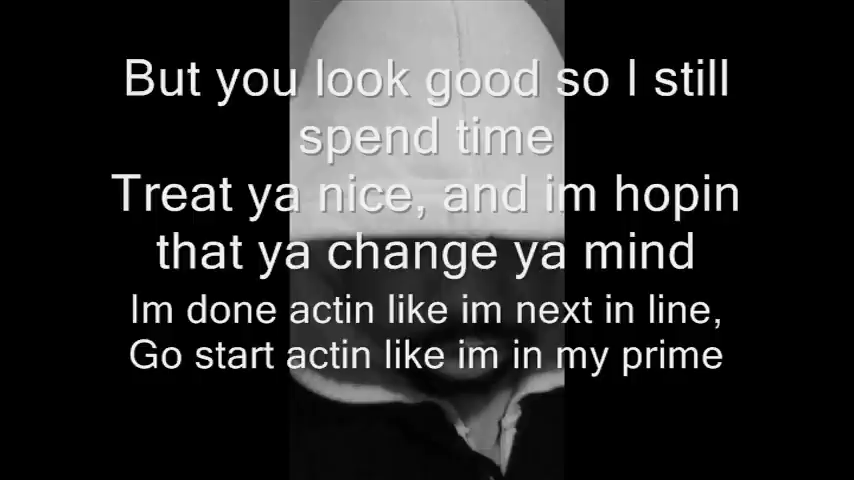 But you look good so I still
spend time
Treat ya nice, and im hopin
that ya change ya mind
Im done actin like im next in line,
Go start actin like im in my prime